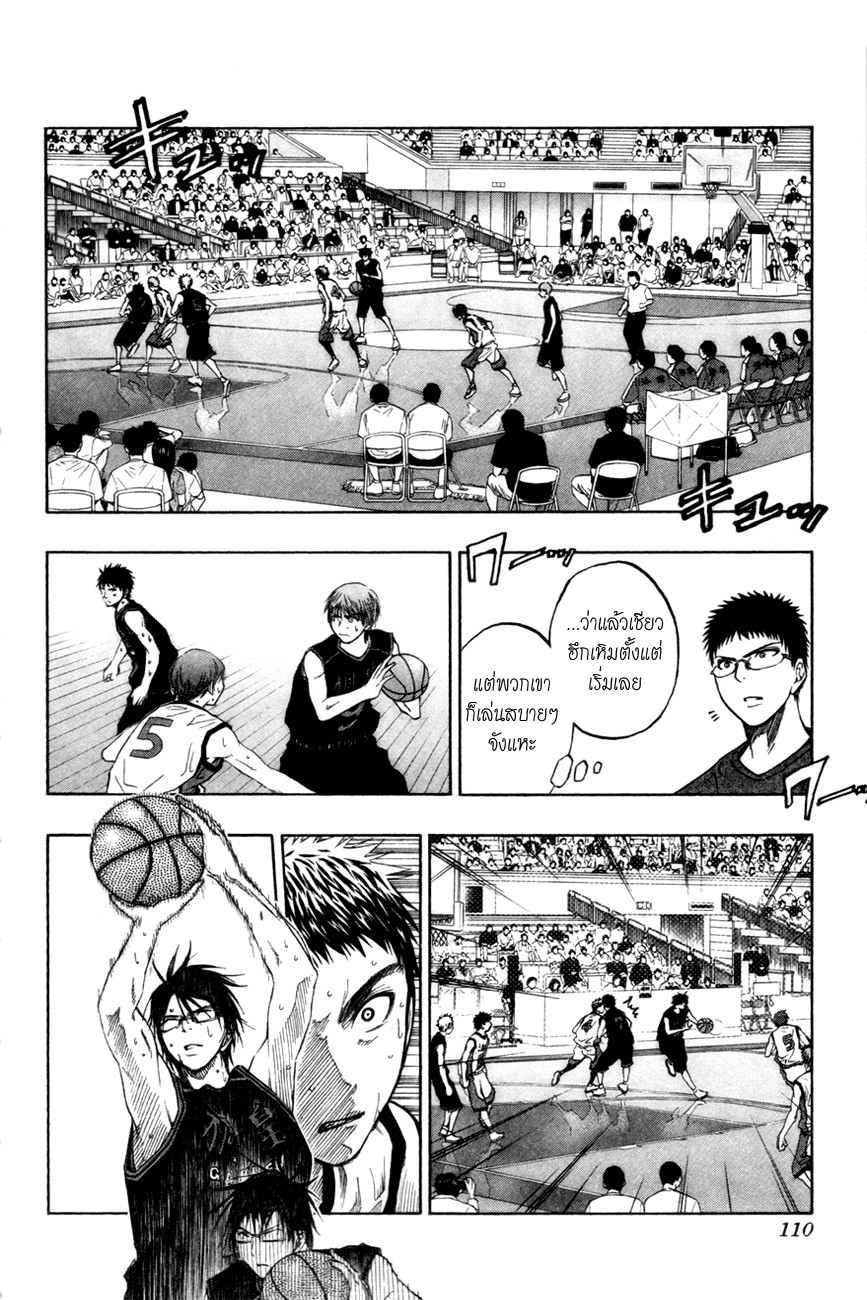 キュッ
キュッ
ワーッ
...ว่าแล้วเชียว
ฮึกเหิมตั้งแต่
เริ่มเลย
แต่พวกเขา
ก็เล่นสบายๆ
จังแหะ
5
ワーッ
5
110